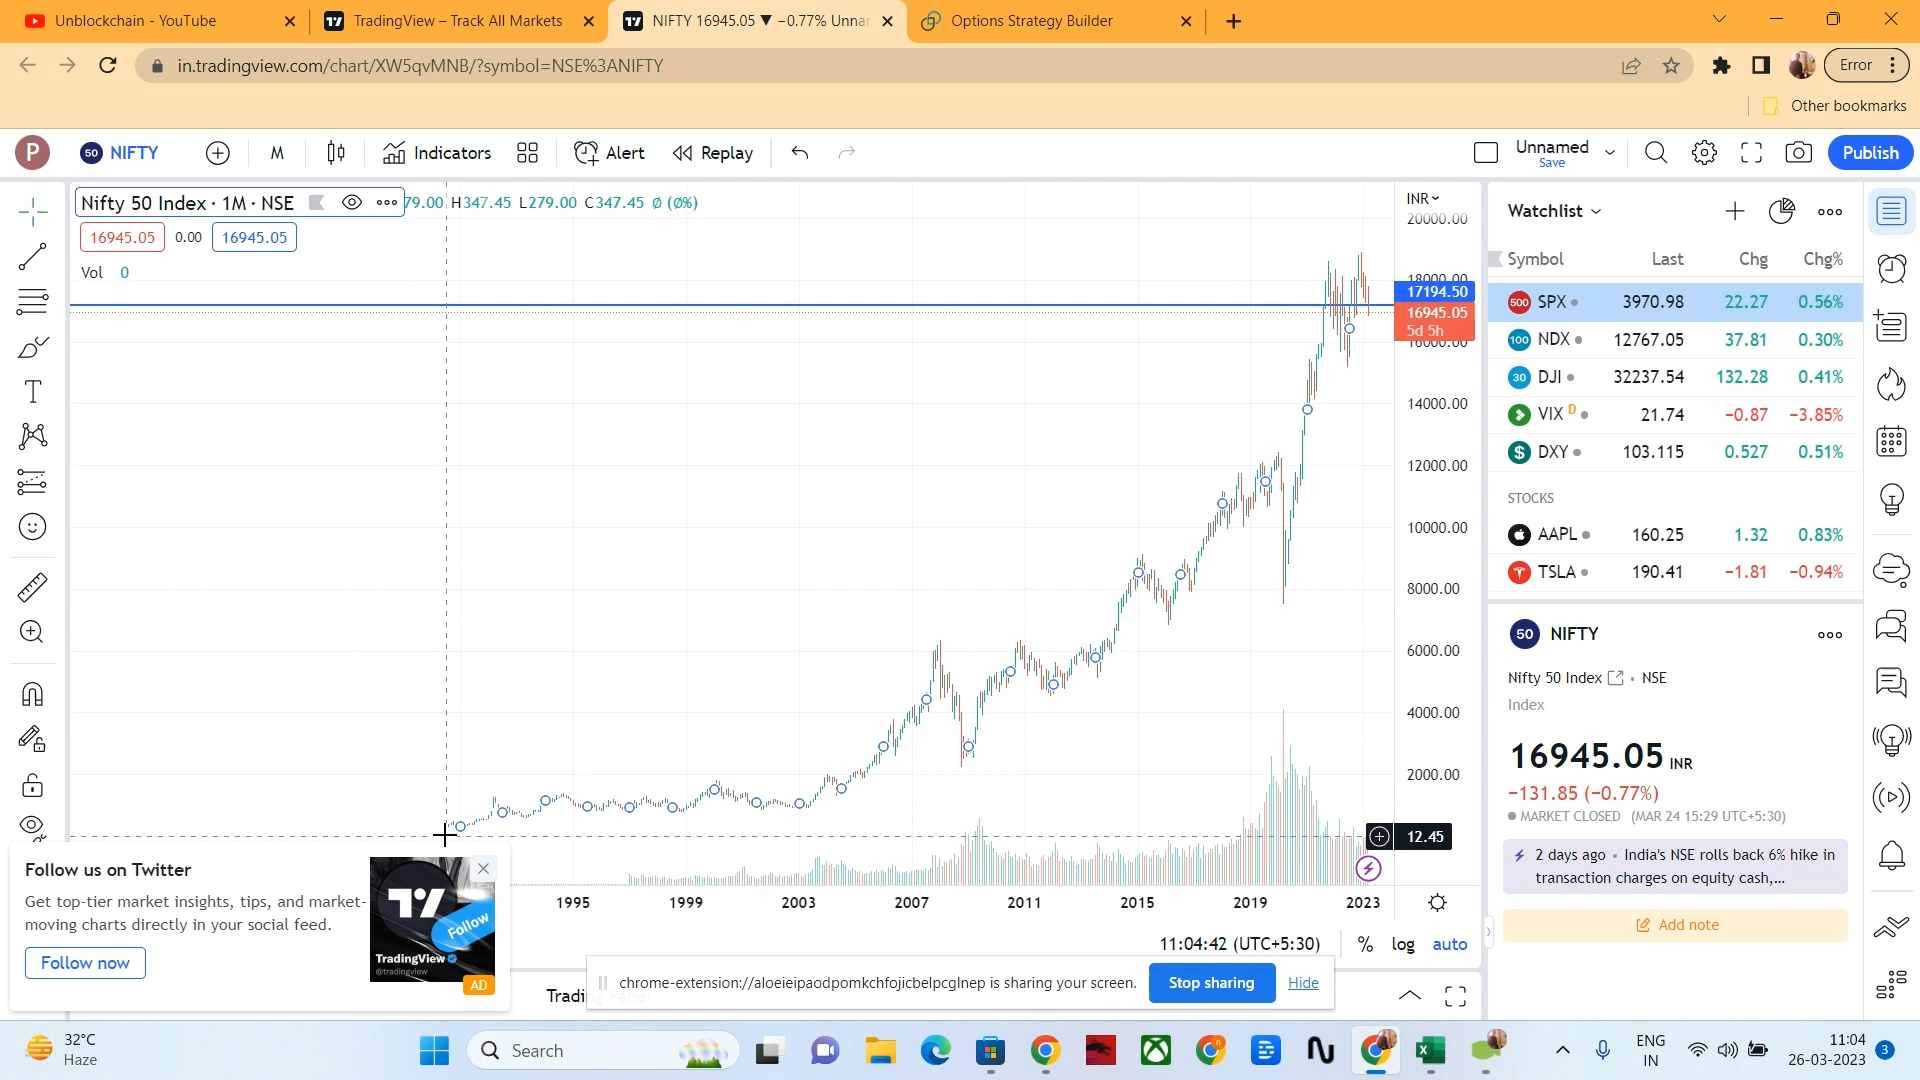 Unblockchain - YouTube
TradingView – Track All Markets
NIFTY 16945.05 ▼ −0.77% Unnar
Options Strategy Builder
in.tradingview.com/chart/XW5qvMNB/?symbol=NSE%3ANIFTY
Error
Other bookmarks
P
50 NIFTY
M
Indicators
Alert
Replay
Unnamed
Save
Publish
Nifty 50 Index · 1M · NSE
79.00 H347.45 L279.00 C347.45 Ø (Ø%)
16945.05
0.00
16945.05
Vol 0
INR
20000.00
18000.00
17194.50
16945.05
5d 5h
16000.00
14000.00
12000.00
10000.00
8000.00
6000.00
4000.00
2000.00
12.45
1995
1999
2003
2007
2011
2015
2019
2023
11:04:42 (UTC+5:30)
%
log
auto
Watchlist
Symbol Last Chg Chg%
500 SPX 3970.98 22.27 0.56%
100 NDX 12767.05 37.81 0.30%
30 DJI 32237.54 132.28 0.41%
VIX D 21.74 −0.87 −3.85%
$ DXY 103.115 0.527 0.51%
STOCKS
AAPL 160.25 1.32 0.83%
TSLA 190.41 −1.81 −0.94%
50 NIFTY
Nifty 50 Index • NSE
Index
16945.05 INR
−131.85 (−0.77%)
MARKET CLOSED (MAR 24 15:29 UTC+5:30)
2 days ago • India's NSE rolls back 6% hike in
transaction charges on equity cash,...
Add note
Follow us on Twitter
Get top-tier market insights, tips, and market-
moving charts directly in your social feed.
Follow now
Follow
TradingView
@tradingview
AD
Trading Panel
chrome-extension://aloeieipaodpomkchfojicbelpcglnep is sharing your screen.
Stop sharing
Hide
32°C
Haze
Search
ENG
IN
11:04
26-03-2023
3